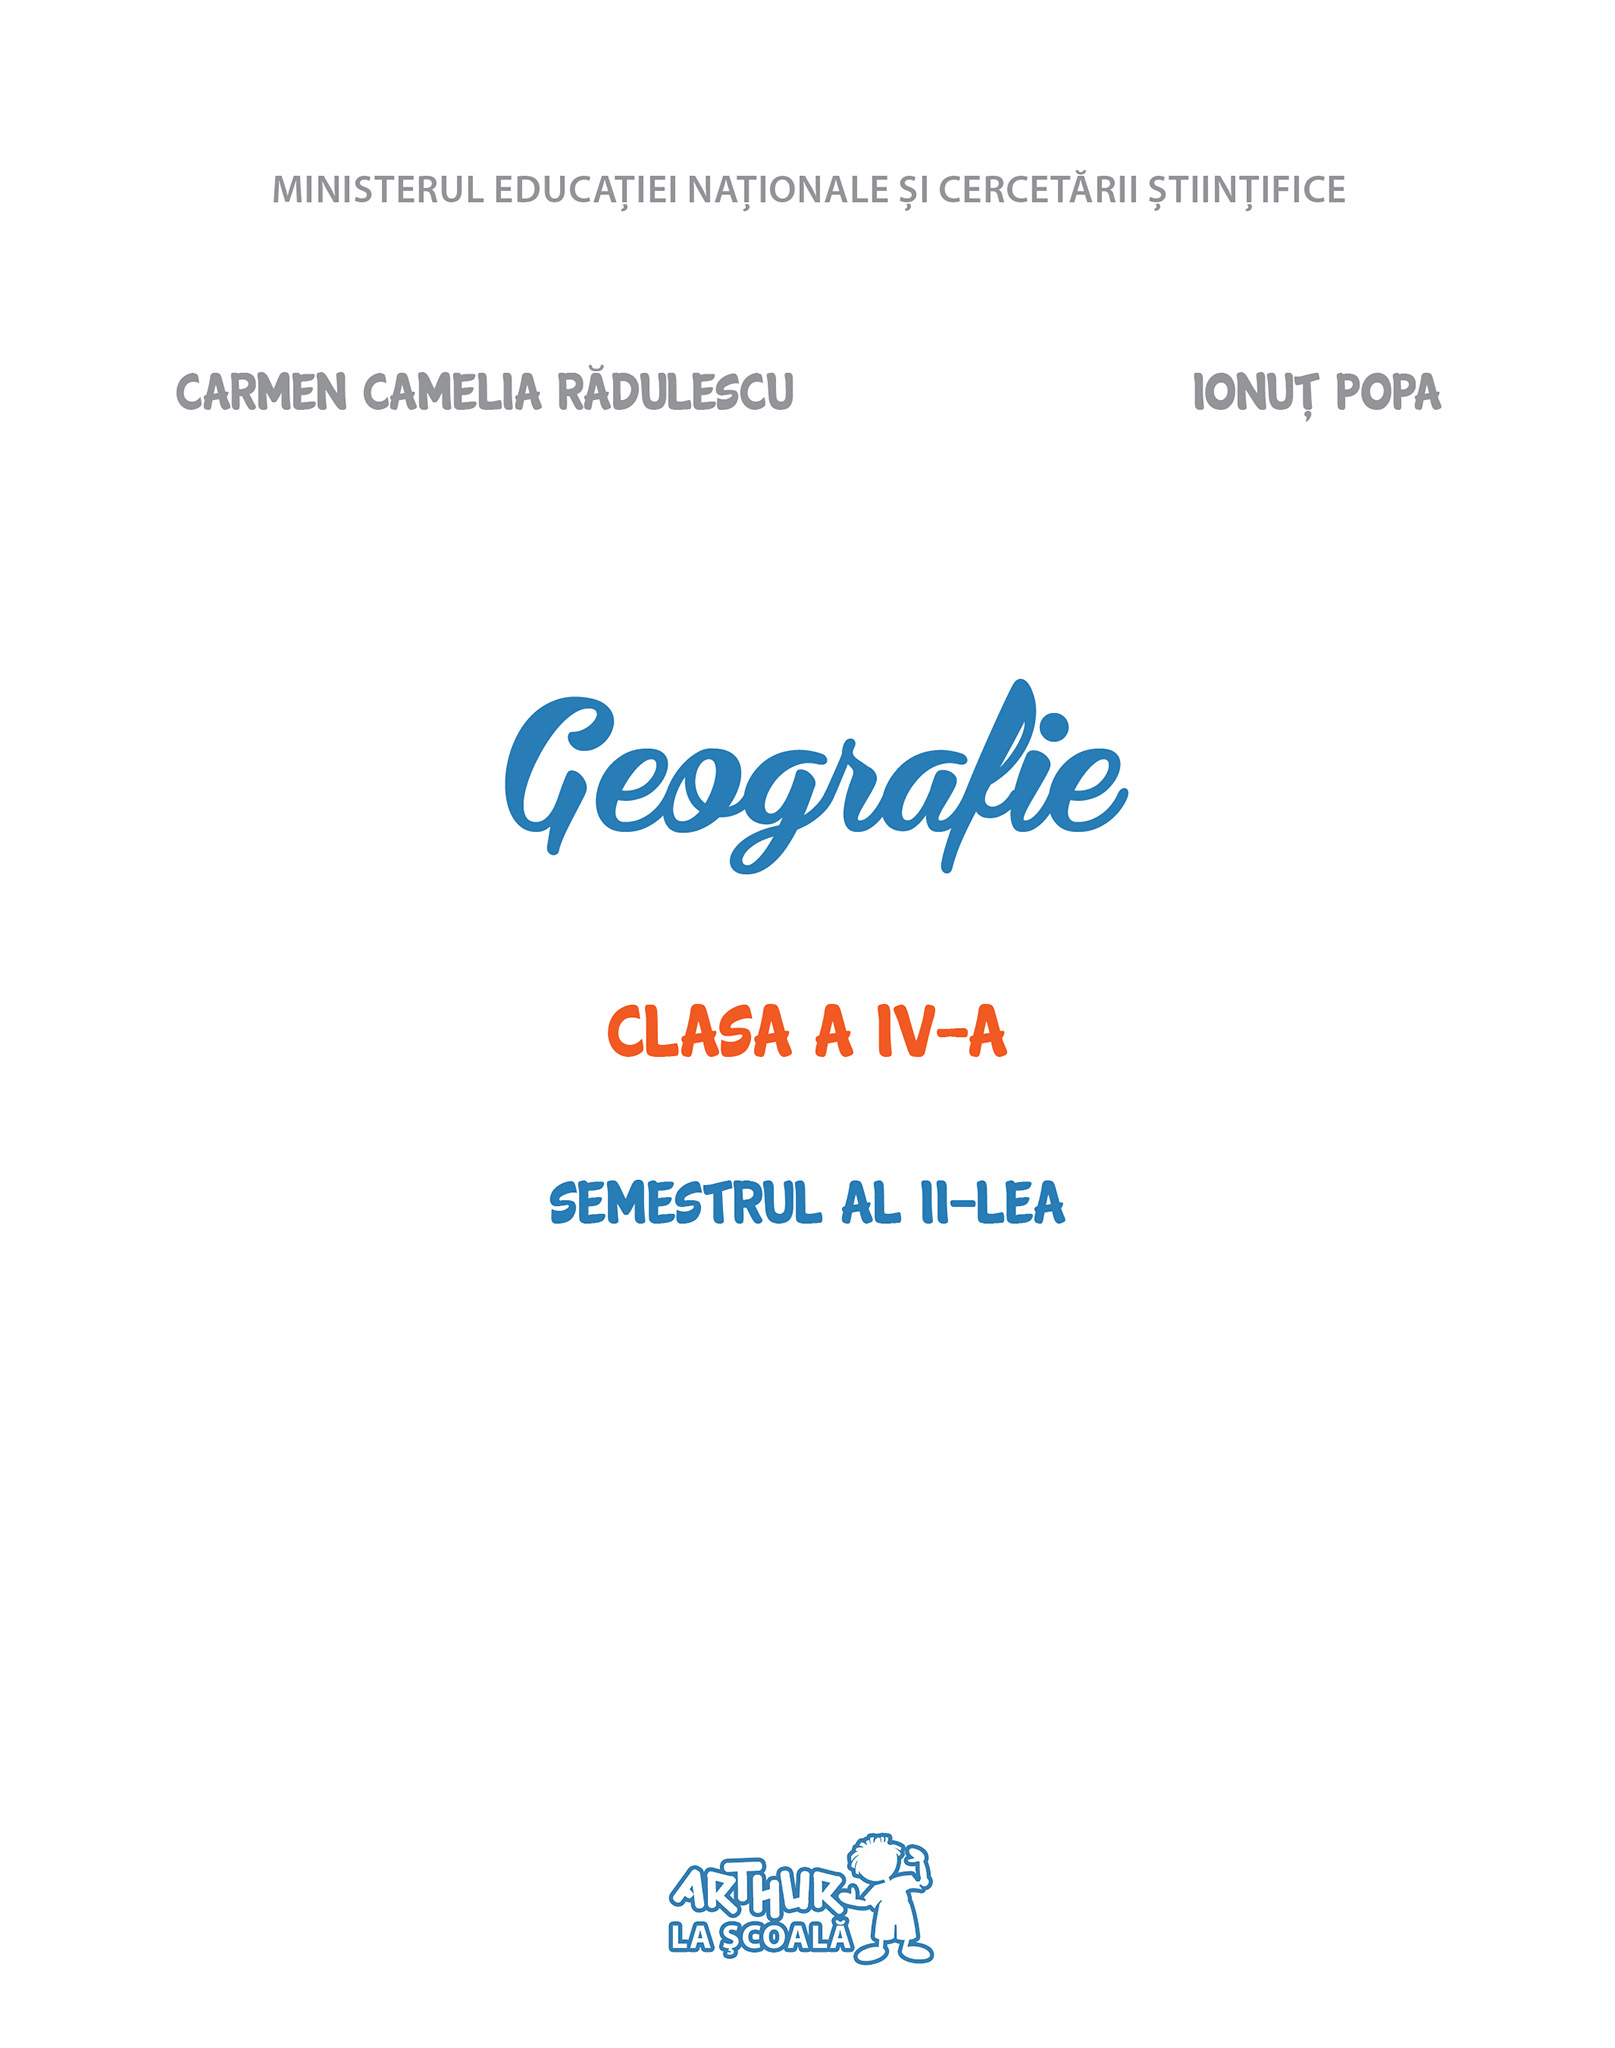 MINISTERUL EDUCAȚIEI NAȚIONALE ȘI CERCETĂRII ȘTIINȚIFICE
CARMEN CAMELIA RĂDULESCU IONUȚ POPA
Geografie
CLASA A IV-A
SEMESTRUL AL II-LEA
ARTHUR
LA ȘCOALĂ